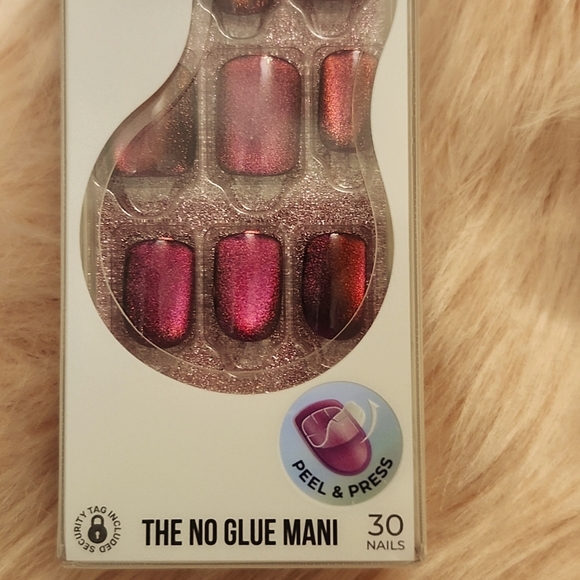 PEEL & PRESS
SECURITY TAG INCLUDED
THE NO GLUE MANI
30
NAILS